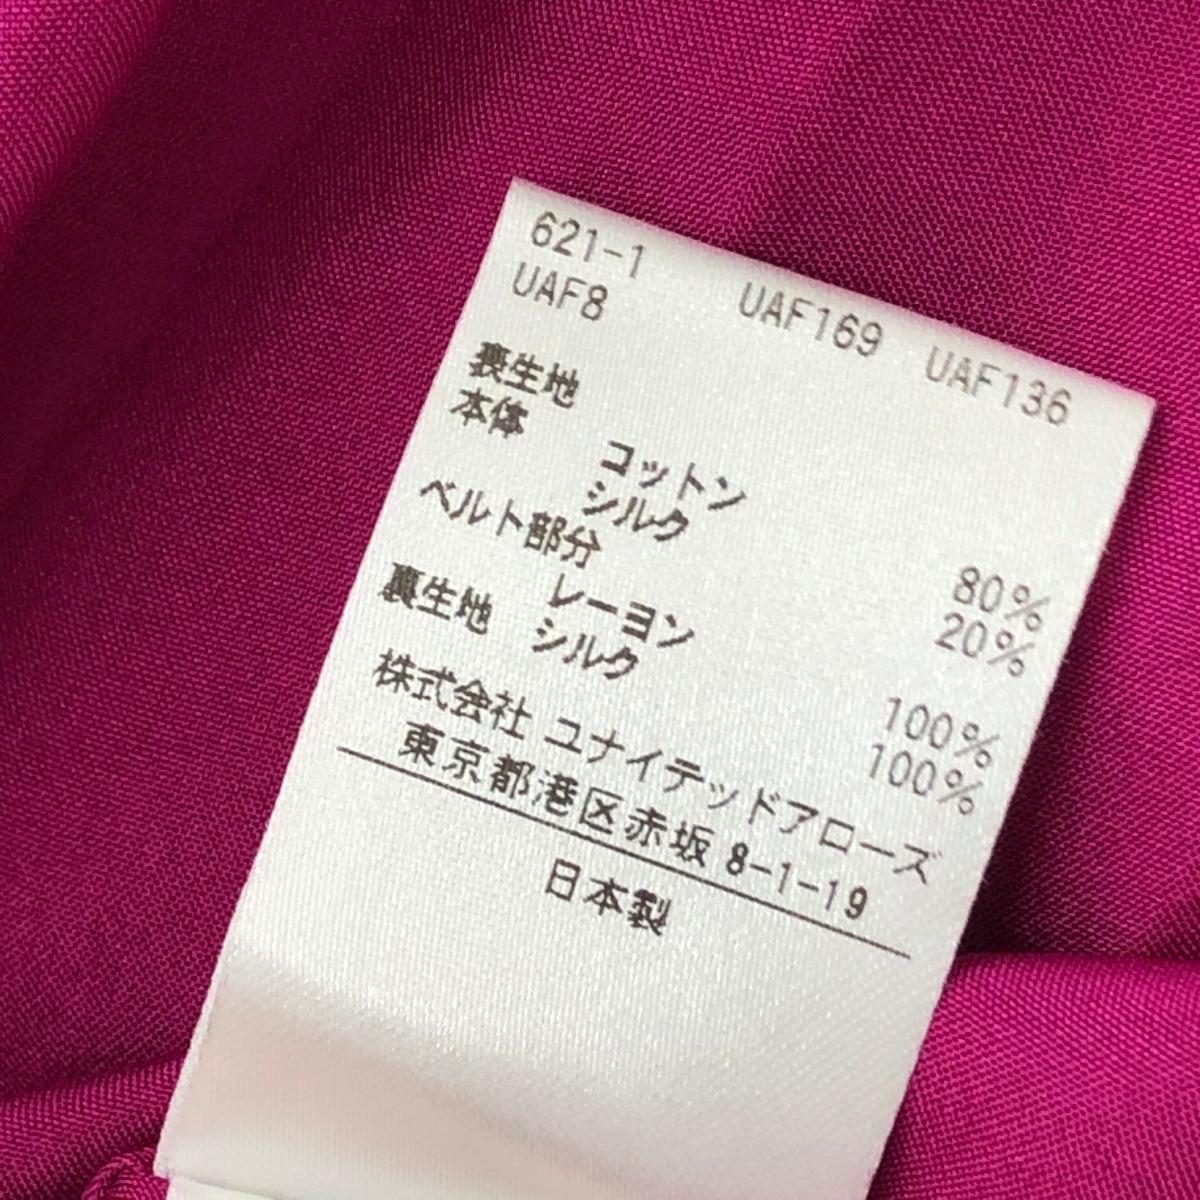 621-1 UAF169 UAF136
UAF8
表生地
本体
コットン 80%
シルク 20%
ベルト部分
レーヨン 100%
裏生地 シルク 100%
株式会社 ユナイテッドアローズ
東京都港区赤坂 8-1-19
日本製